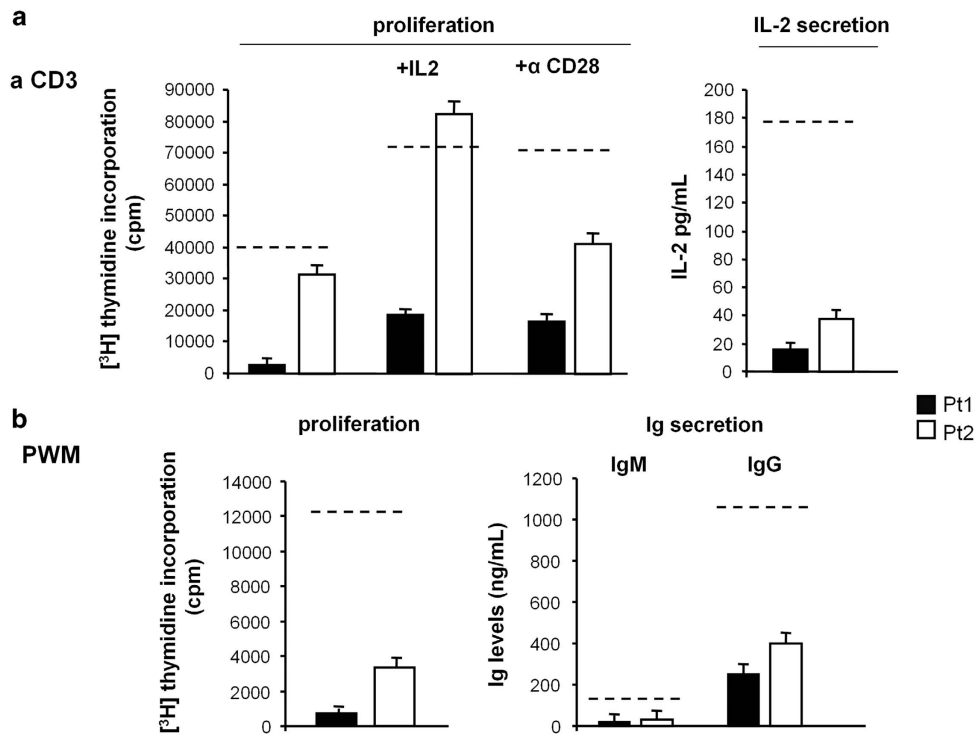 a
proliferation
IL-2 secretion
a CD3
+IL2
+α CD28
[³H] thymidine incorporation
(cpm)
90000
80000
70000
60000
50000
40000
30000
20000
10000
0
IL-2 pg/mL
200
180
160
140
120
100
80
60
40
20
0
Pt1
Pt2
b
PWM
proliferation
Ig secretion
IgM
IgG
[³H] thymidine incorporation
(cpm)
14000
12000
10000
8000
6000
4000
2000
0
Ig levels (ng/mL)
1200
1000
800
600
400
200
0